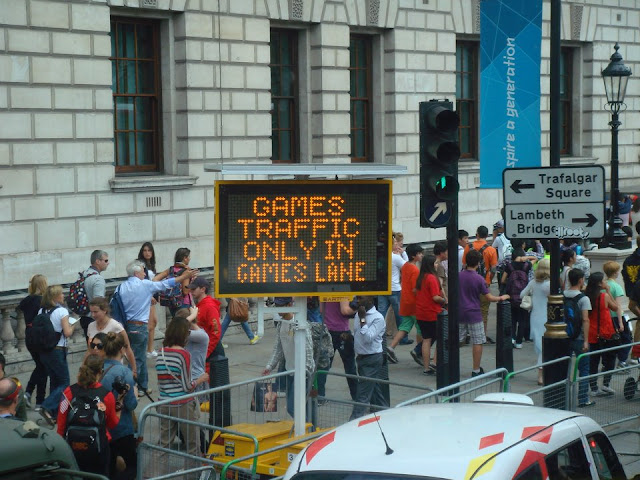 GAMES
TRAFFIC
ONLY IN
GAMES LANE
spire a generation
Trafalgar
Square
Lambeth
Bridge